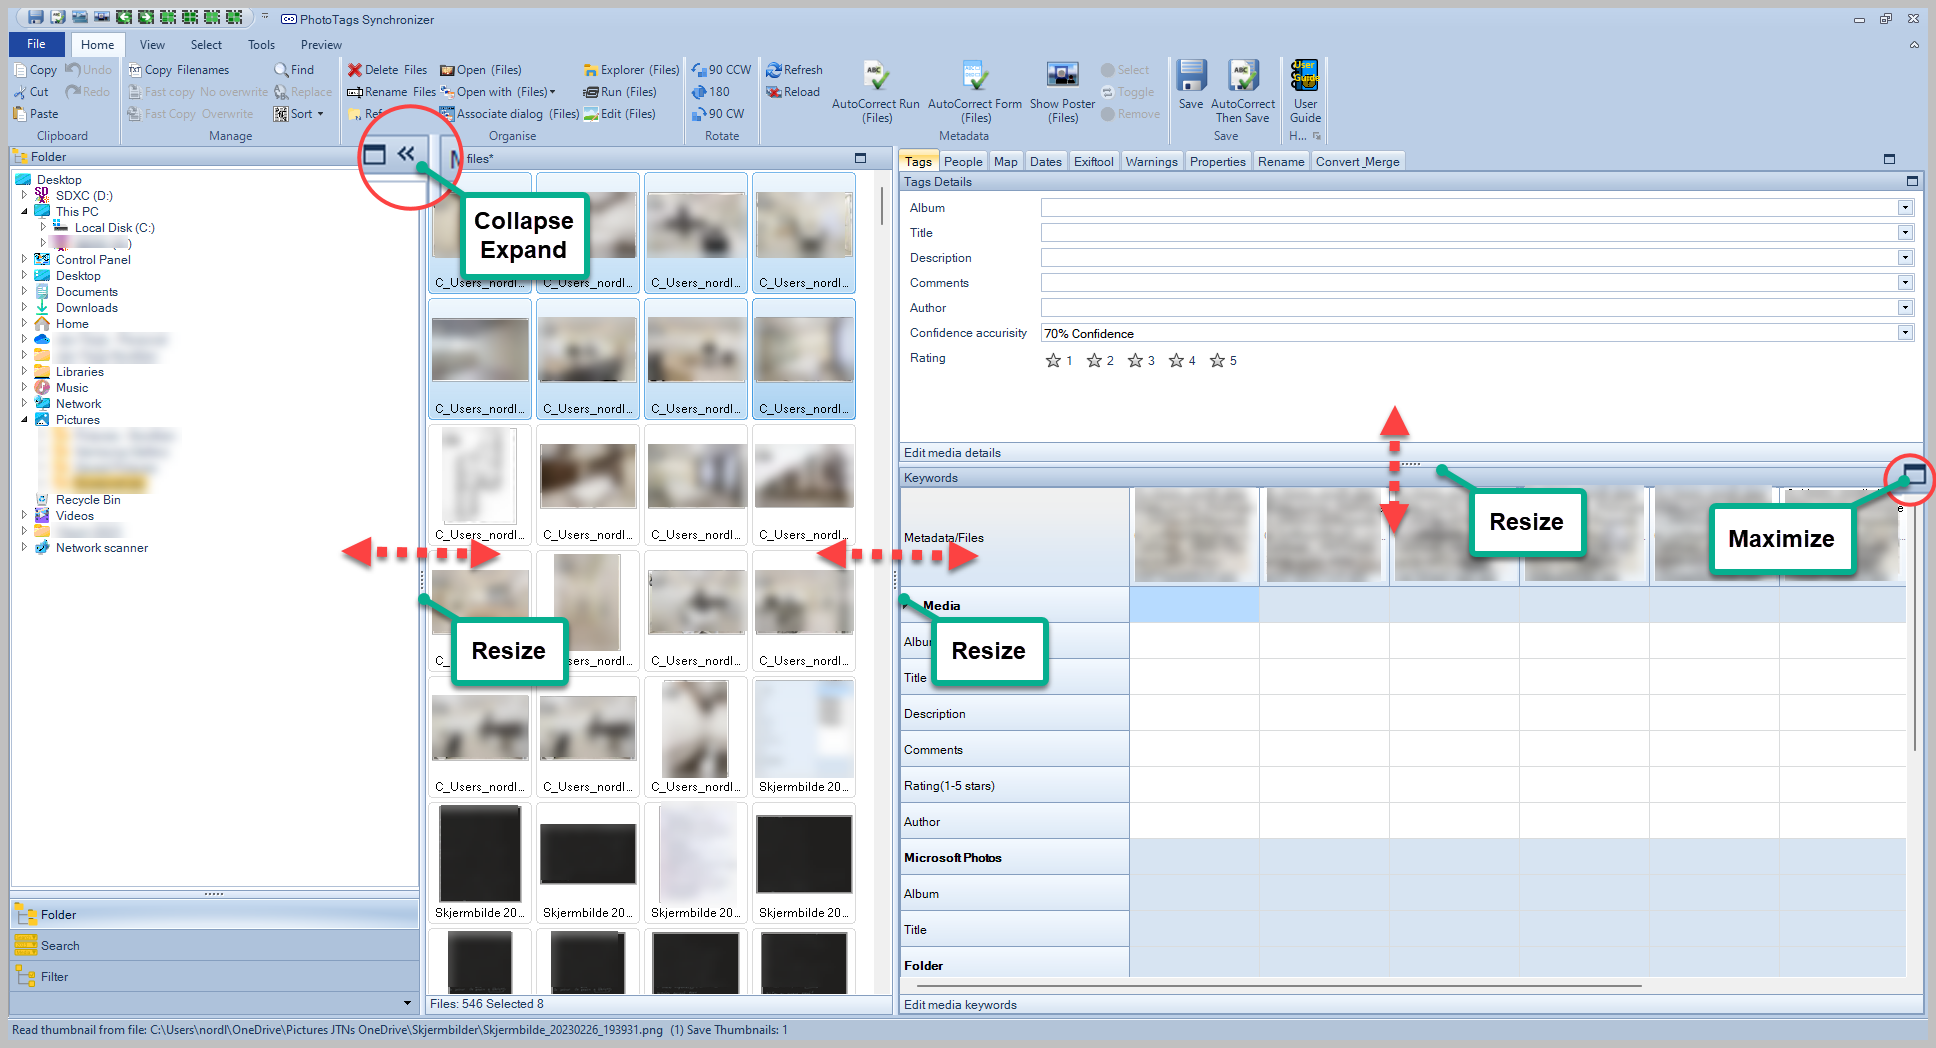 PhotoTags Synchronizer
File Home View Select Tools Preview
Copy Undo
Cut Redo
Paste
Clipboard
Copy Filenames Find
Fast copy No overwrite Replace
Fast Copy Overwrite Sort
Manage
Delete Files Open (Files) Explorer (Files)
Rename Files Open with (Files) Run (Files)
Associate dialog (Files) Edit (Files)
Organise
90 CCW
180
90 CW
Rotate
Refresh
Reload
AutoCorrect Run (Files)
AutoCorrect Form (Files)
Show Poster (Files)
Select
Toggle
Remove
Metadata
Save
AutoCorrect Then Save
Save
User Guide
User Guide
H...
Folder
Desktop
SDXC (D:)
This PC
Local Disk (C:)
Control Panel
Desktop
Documents
Downloads
Home
Libraries
Music
Network
Pictures
Recycle Bin
Videos
Network scanner
Folder
Search
Filter
files*
Collapse
Expand
C_Users_nordl... C_Users_nordl... C_Users_nordl... C_Users_nordl...
C_Users_nordl... C_Users_nordl... C_Users_nordl... C_Users_nordl...
C_Users_nordl... C_Users_nordl... C_Users_nordl... C_Users_nordl...
C_Users_nordl... C_Users_nordl...
Resize
C_Users_nordl... C_Users_nordl... C_Users_nordl... Skjermbilde 20...
Skjermbilde 20... Skjermbilde 20... Skjermbilde 20... Skjermbilde 20...
Files: 546 Selected 8
Tags People Map Dates Exiftool Warnings Properties Rename Convert_Merge
Tags Details
Album
Title
Description
Comments
Author
Confidence accurisity 70% Confidence
Rating 1 2 3 4 5
Edit media details
Keywords
Resize
Maximize
Metadata/Files
Media
Resize
Title
Description
Comments
Rating(1-5 stars)
Author
Microsoft Photos
Album
Title
Folder
Edit media keywords
Read thumbnail from file: C:\Users\nordl\OneDrive\Pictures JTNs OneDrive\Skjermbilder\Skjermbilde_20230226_193931.png (1) Save Thumbnails: 1